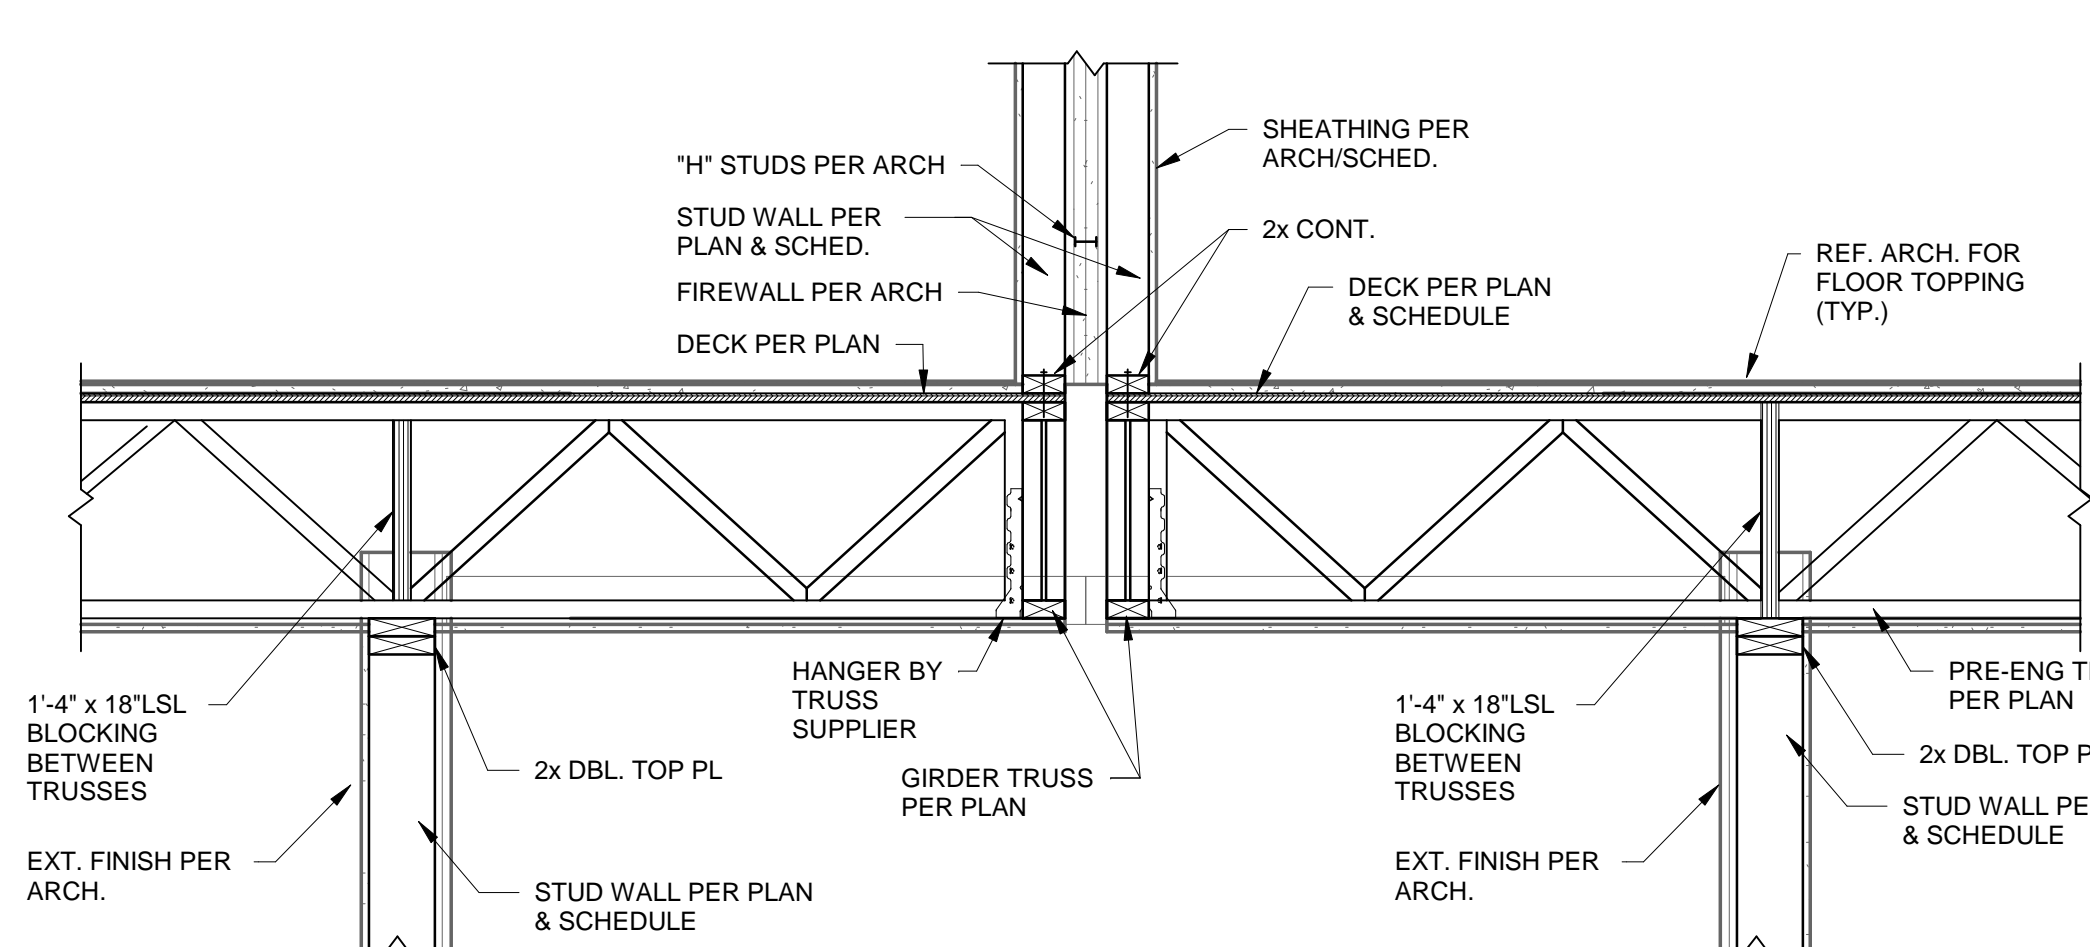 "H" STUDS PER ARCH
STUD WALL PER
PLAN & SCHED.
FIREWALL PER ARCH
DECK PER PLAN
SHEATHING PER
ARCH/SCHED.
2x CONT.
DECK PER PLAN
& SCHEDULE
REF. ARCH. FOR
FLOOR TOPPING
(TYP.)
1'-4" x 18"LSL
BLOCKING
BETWEEN
TRUSSES
EXT. FINISH PER
ARCH.
2x DBL. TOP PL
STUD WALL PER PLAN
& SCHEDULE
HANGER BY
TRUSS
SUPPLIER
GIRDER TRUSS
PER PLAN
1'-4" x 18"LSL
BLOCKING
BETWEEN
TRUSSES
EXT. FINISH PER
ARCH.
PRE-ENG
PER PLAN
2x DBL. TOP
STUD WALL
& SCHEDULE